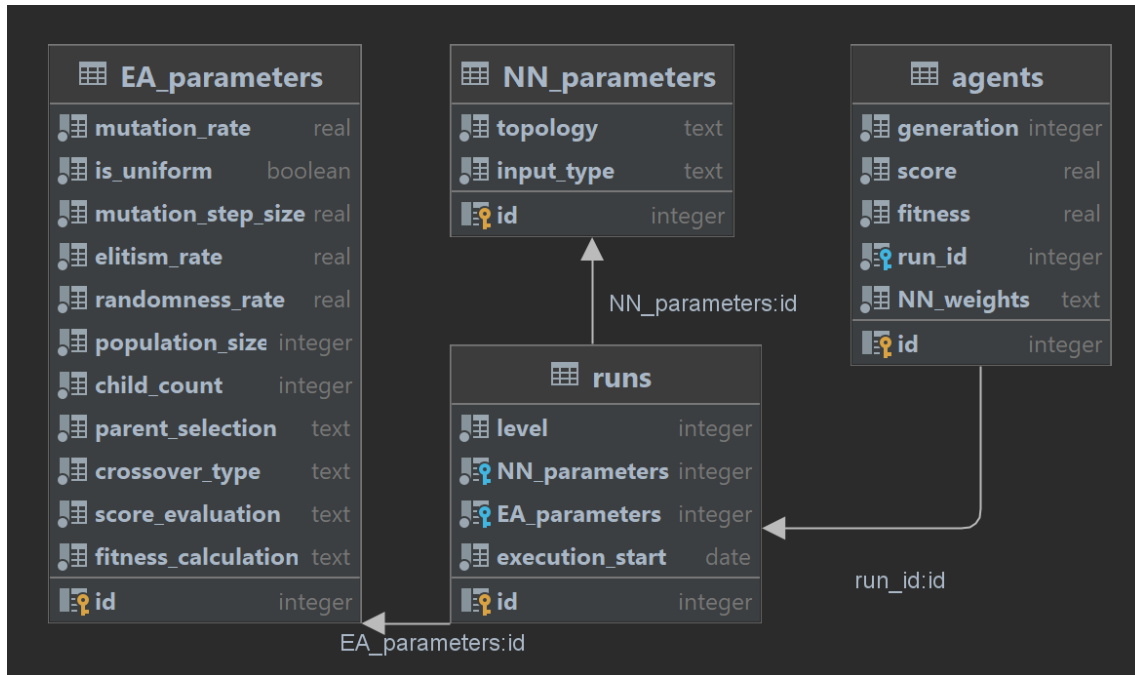 EA_parameters
mutation_rate real
is_uniform boolean
mutation_step_size real
elitism_rate real
randomness_rate real
population_size integer
child_count integer
parent_selection text
crossover_type text
score_evaluation text
fitness_calculation text
id integer
NN_parameters
topology text
input_type text
id integer
NN_parameters:id
runs
level integer
NN_parameters integer
EA_parameters integer
execution_start date
id integer
EA_parameters:id
agents
generation integer
score real
fitness real
run_id integer
NN_weights text
id integer
run_id:id